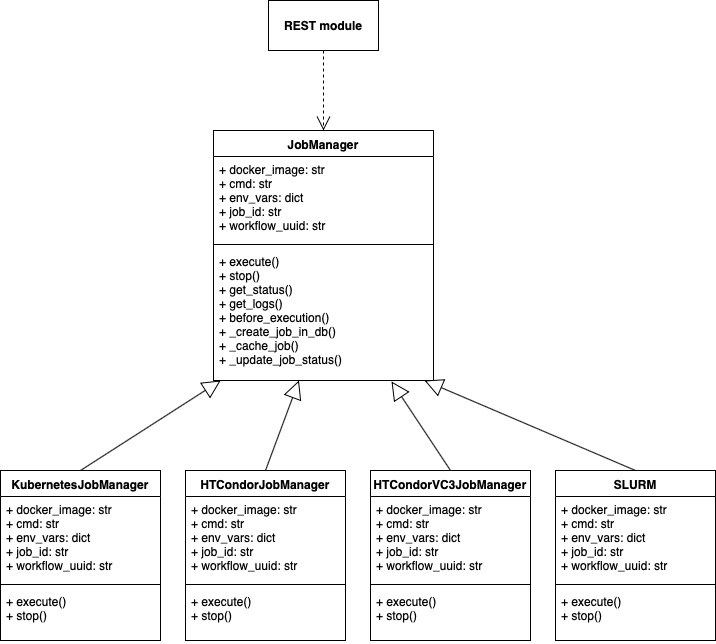 REST module
JobManager
+ docker_image: str
+ cmd: str
+ env_vars: dict
+ job_id: str
+ workflow_uuid: str
+ execute()
+ stop()
+ get_status()
+ get_logs()
+ before_execution()
+ _create_job_in_db()
+ _cache_job()
+ _update_job_status()
KubernetesJobManager
+ docker_image: str
+ cmd: str
+ env_vars: dict
+ job_id: str
+ workflow_uuid: str
+ execute()
+ stop()
HTCondorJobManager
+ docker_image: str
+ cmd: str
+ env_vars: dict
+ job_id: str
+ workflow_uuid: str
+ execute()
+ stop()
HTCondorVC3JobManager
+ docker_image: str
+ cmd: str
+ env_vars: dict
+ job_id: str
+ workflow_uuid: str
+ execute()
+ stop()
SLURM
+ docker_image: str
+ cmd: str
+ env_vars: dict
+ job_id: str
+ workflow_uuid: str
+ execute()
+ stop()